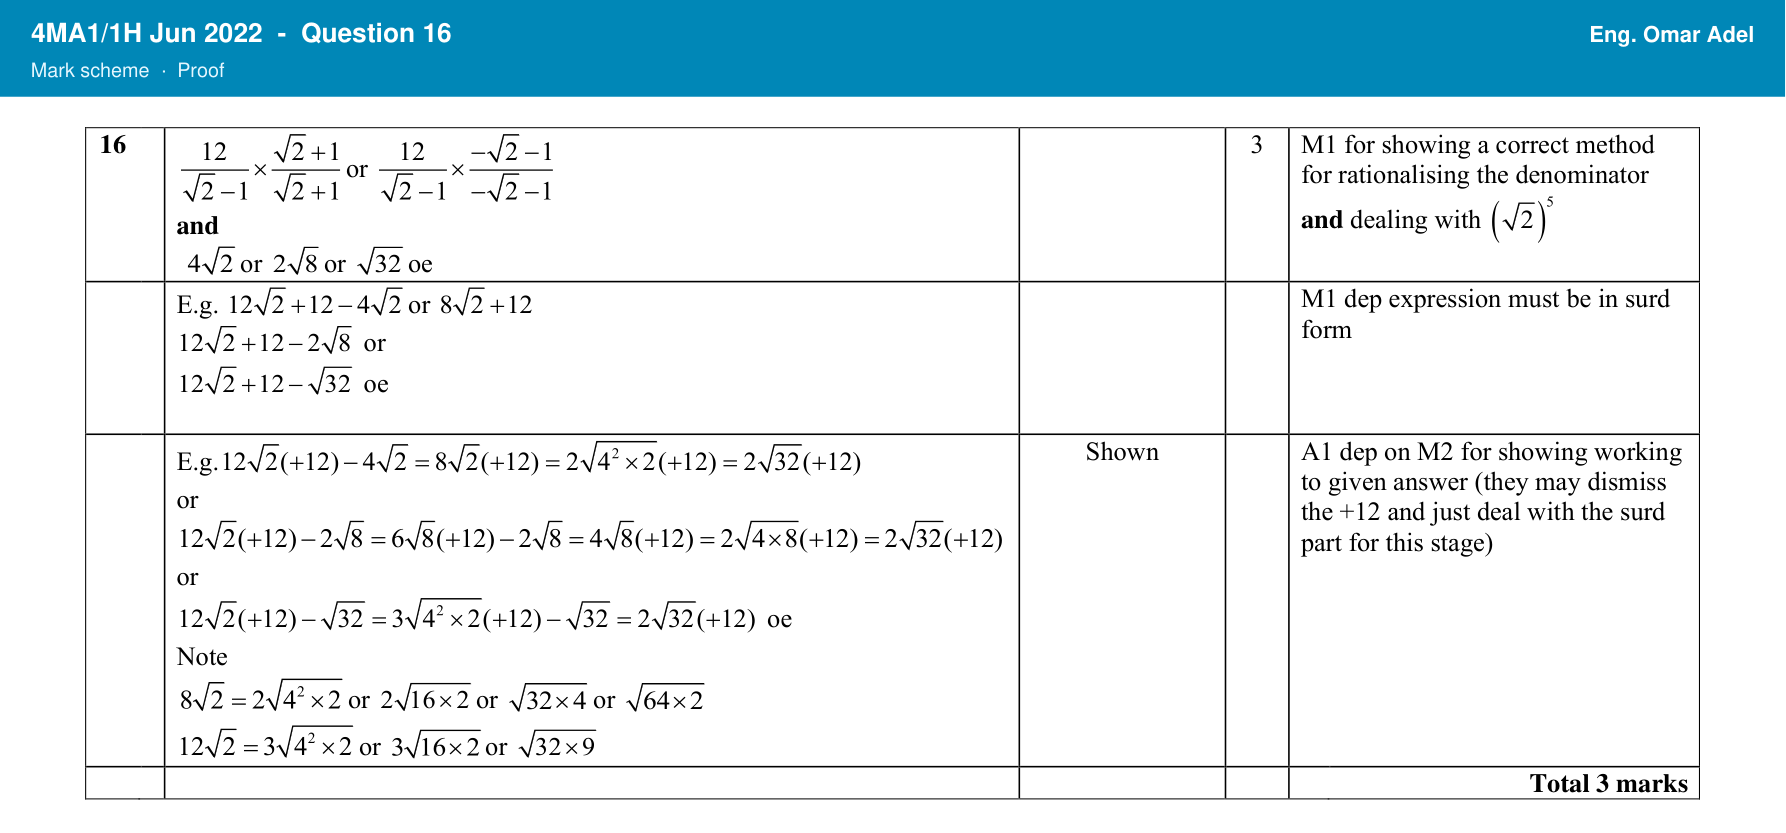 4MA1/1H Jun 2022 - Question 16
Eng. Omar Adel
Mark scheme · Proof
16
12/(√2−1) × (√2+1)/(√2+1) or 12/(√2−1) × (−√2−1)/(−√2−1)
and
4√2 or 2√8 or √32 oe
3
M1 for showing a correct method
for rationalising the denominator
and dealing with (√2)⁵
E.g. 12√2+12−4√2 or 8√2+12
12√2+12−2√8 or
12√2+12−√32 oe
M1 dep expression must be in surd
form
E.g. 12√2(+12)−4√2 = 8√2(+12) = 2√(4²×2)(+12) = 2√32(+12)
or
12√2(+12)−2√8 = 6√8(+12)−2√8 = 4√8(+12) = 2√(4×8)(+12) = 2√32(+12)
or
12√2(+12)−√32 = 3√(4²×2)(+12)−√32 = 2√32(+12) oe
Note
8√2 = 2√(4²×2) or 2√(16×2) or √(32×4) or √(64×2)
12√2 = 3√(4²×2) or 3√(16×2) or √(32×9)
Shown
A1 dep on M2 for showing working
to given answer (they may dismiss
the +12 and just deal with the surd
part for this stage)
Total 3 marks